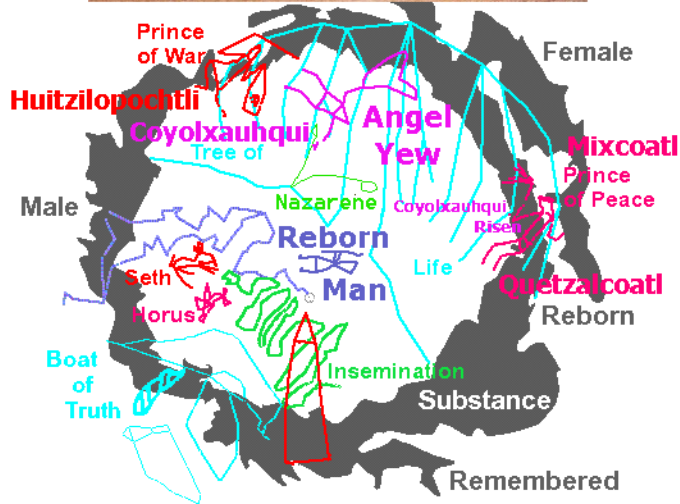 Prince
of War
Female
Huitzilopochtli
Coyolxauhqui
Angel
Yew
Tree of
Mixcoatl
Prince
of Peace
Nazarene
Coyolxauhqui
Risen
Male
Reborn
Man
Life
Seth
Horus
Quetzalcoatl
Reborn
Boat
of
Truth
Insemination
Substance
Remembered